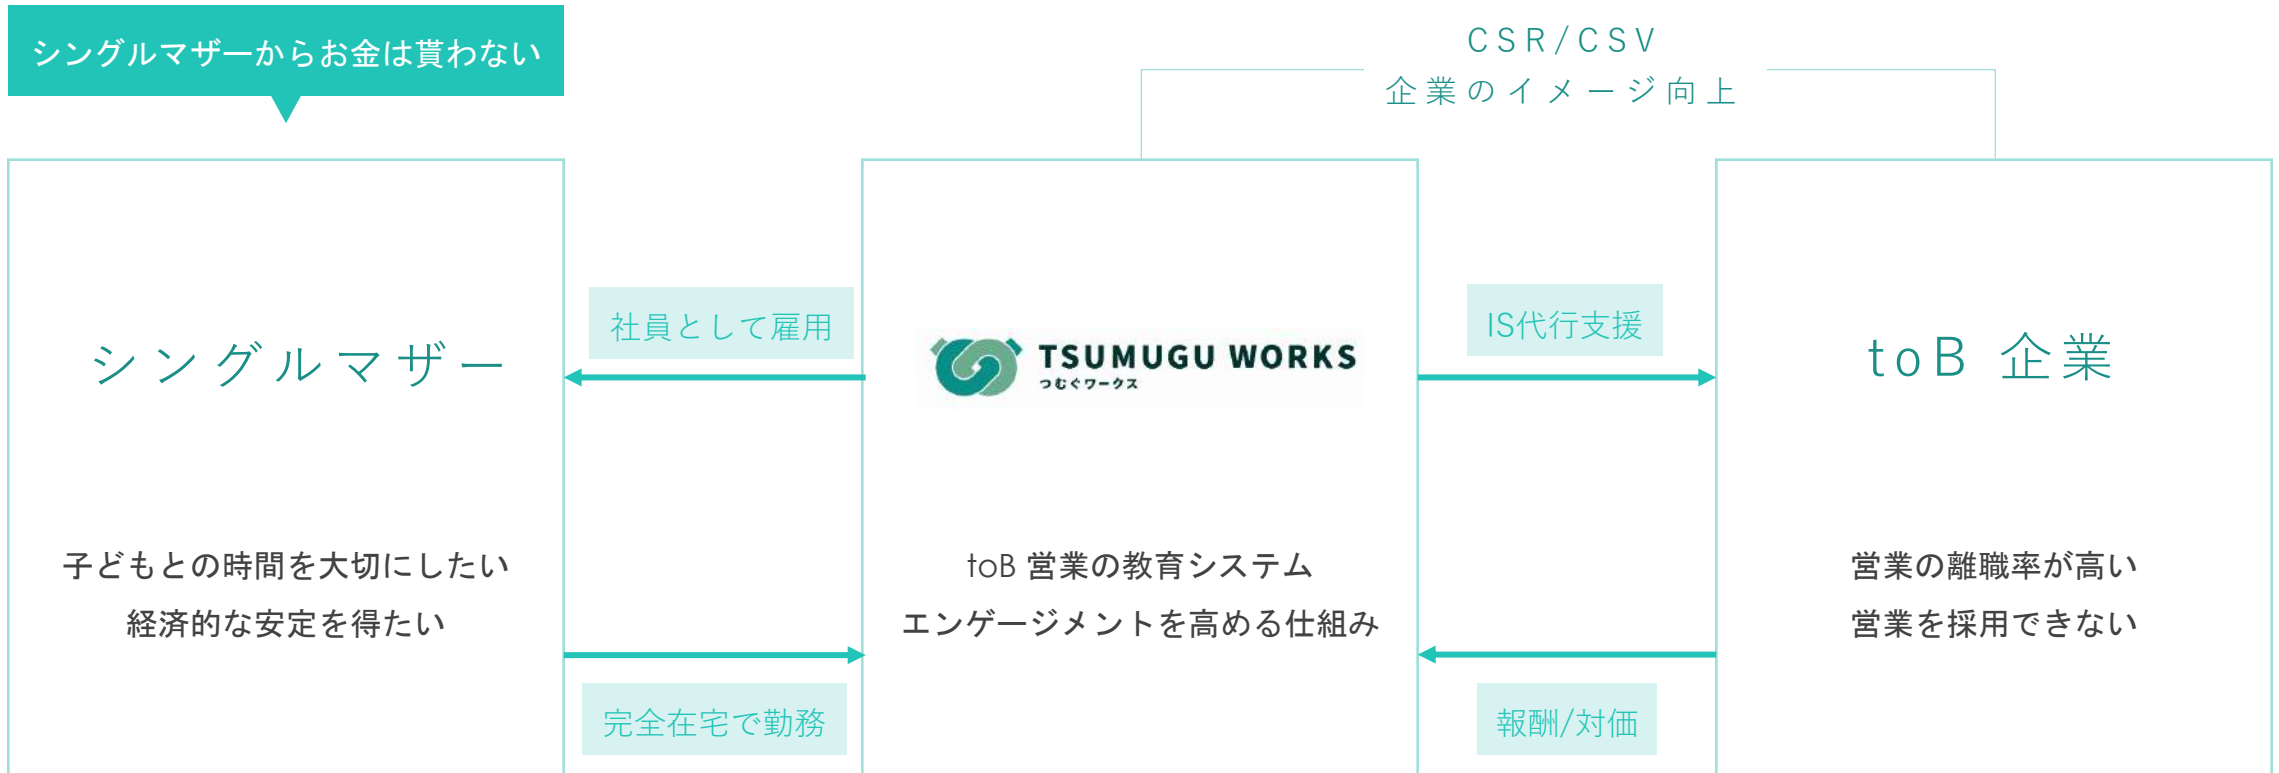 シングルマザーからお金は貰わない
CSR/CSV
企業のイメージ向上
シングルマザー
子どもとの時間を大切にしたい
経済的な安定を得たい
社員として雇用
完全在宅で勤務
TSUMUGU WORKS
つむぐワークス
toB 営業の教育システム
エンゲージメントを高める仕組み
IS代行支援
報酬/対価
toB 企業
営業の離職率が高い
営業を採用できない